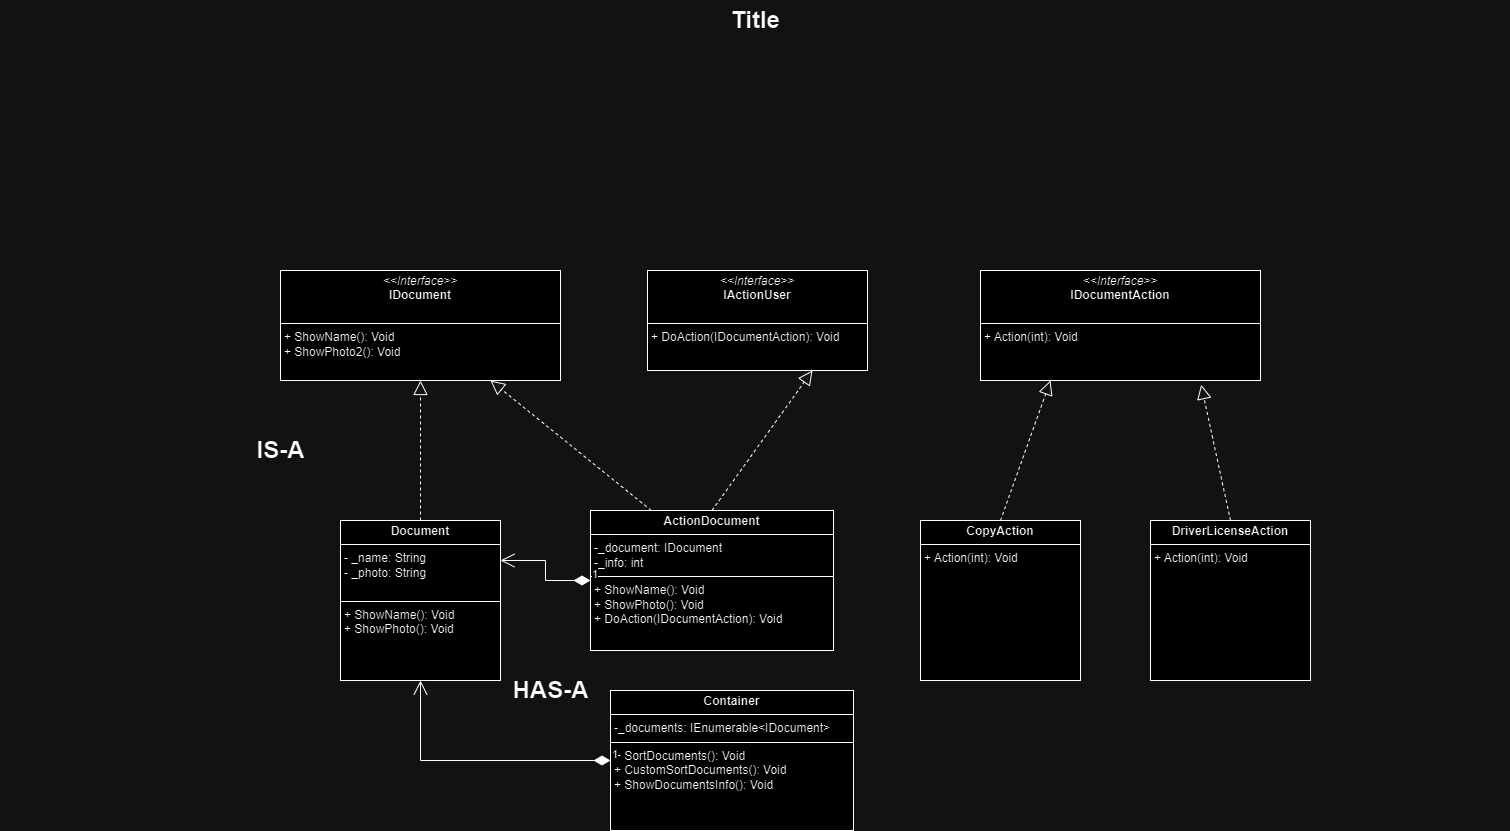 Title
<<Interface>>
IDocument
+ ShowName(): Void
+ ShowPhoto2(): Void
<<Interface>>
IActionUser
+ DoAction(IDocumentAction): Void
<<Interface>>
IDocumentAction
+ Action(int): Void
IS-A
Document
- _name: String
- _photo: String
+ ShowName(): Void
+ ShowPhoto(): Void
ActionDocument
-_document: IDocument
-_info: int
1
+ ShowName(): Void
+ ShowPhoto(): Void
+ DoAction(IDocumentAction): Void
CopyAction
+ Action(int): Void
DriverLicenseAction
+ Action(int): Void
HAS-A
Container
-_documents: IEnumerable<IDocument>
1
- SortDocuments(): Void
+ CustomSortDocuments(): Void
+ ShowDocumentsInfo(): Void